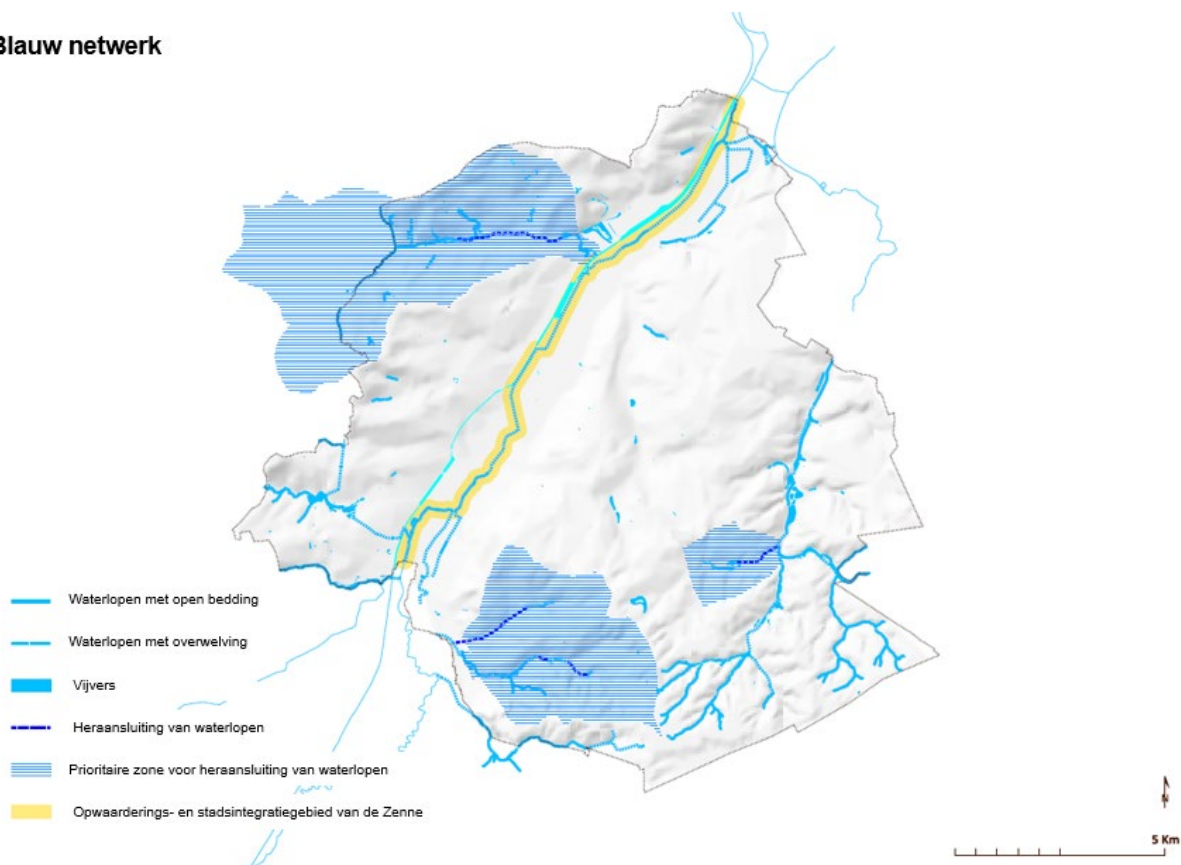 Blauw netwerk
Waterlopen met open bedding
Waterlopen met overwelving
Vijvers
Heraansluiting van waterlopen
Prioritaire zone voor heraansluiting van waterlopen
Opwaarderings- en stadsintegratiegebied van de Zenne
N
5 Km